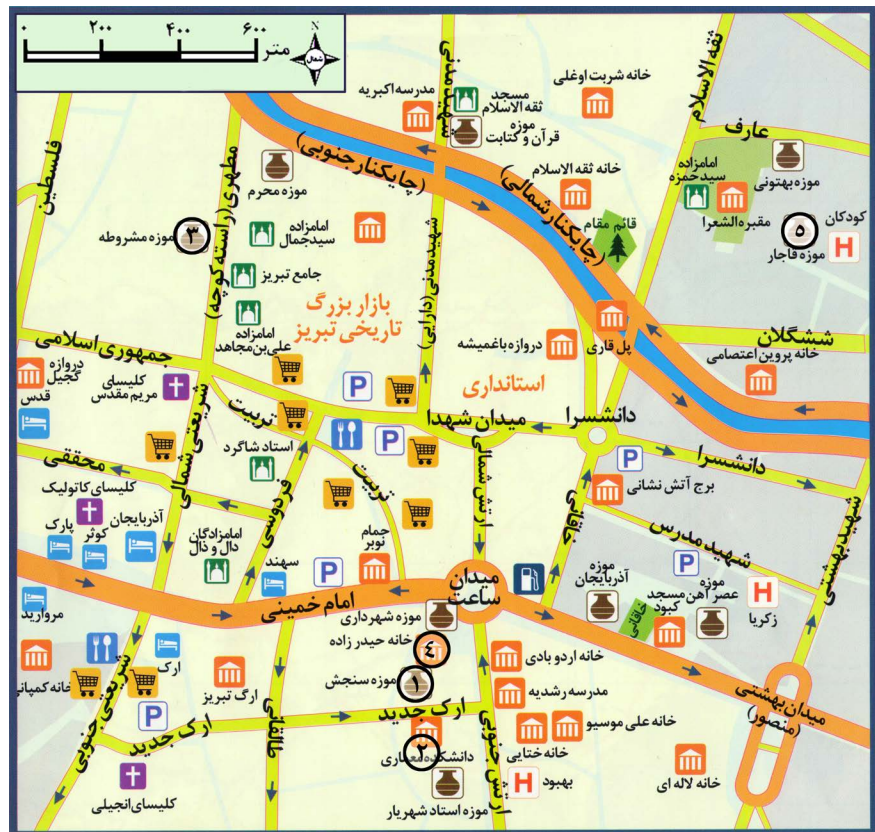 ۰ ۲۰۰ ۴۰۰ ۶۰۰
متر
N
شمال
ثقه الاسلام
خانه شربت اوغلی
مدرسه اکبریه
مسجد
ثقه الاسلام
موزه
قرآن و کتابت
شهید مدنی
عارف
موزه بهتونی
امامزاده
سیدحمزه
مقبره الشعرا
کودکان
H
موزه قاجار
۵
فلسطین
مطهری (راسته کوچه)
موزه محرم
(چایکنار جنوبی)
(چایکنار شمالی)
خانه ثقه الاسلام
قائم مقام
۳
موزه مشروطه
امامزاده
سیدجمال
جامع تبریز
امامزاده
علی‌بن‌مجاهد
بازار بزرگ
تاریخی تبریز
شهید مدنی (دارایی)
دروازه باغمیشه
پل قاری
ششگلان
خانه پروین اعتصامی
جمهوری اسلامی
دروازه
گجیل
قدس
کلیسای
مریم مقدس
شریعتی شمالی
تربیت
P
استانداری
میدان شهدا
دانشسرا
P
استاد شاگرد
تربیت
ارتش شمالی
P
دانشسرا
برج آتش نشانی
محققی
کلیسای کاتولیک
آذربایجان
کوثر
پارک
فردوسی
امامزادگان
دال و ذال
سهند
P
حمام
نوبر
خاقانی
شهید مدرس
P
شهید بهشتی
میدان
ساعت
موزه
آذربایجان
خاقانی
مسجد
کبود
موزه
عصر آهن
H
زکریا
مروارید
امام خمینی
موزه شهرداری
خانه حیدر زاده
۴
خانه اردو بادی
خانه کمپانی
ارک
ارگ تبریز
موزه سنجش
۱
مدرسه رشدیه
میدان بهشتی
(منصور)
P
شریعتی جنوبی
ارک جدید
طالقانی
ارک جدید
۲
دانشکده معماری
ارتش جنوبی
خانه علی موسیو
خانه ختایی
کلیسای انجیلی
موزه استاد شهریار
H
بهبود
خانه لاله ای